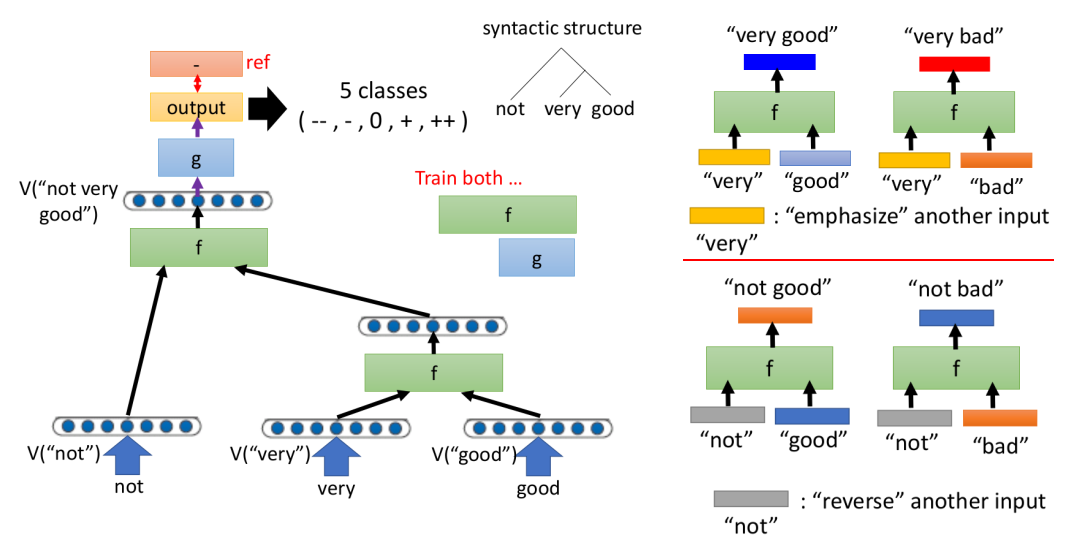 syntactic structure
not very good
-
ref
output
5 classes
( -- , - , 0 , + , ++ )
g
V(“not very
good”)
f
Train both ...
f
g
f
V(“not”)
V(“very”)
V(“good”)
not
very
good
“very good”
“very bad”
f
f
“very”
“good”
“very”
“bad”
: “emphasize” another input
“very”
“not good”
“not bad”
f
f
“not”
“good”
“not”
“bad”
: “reverse” another input
“not”